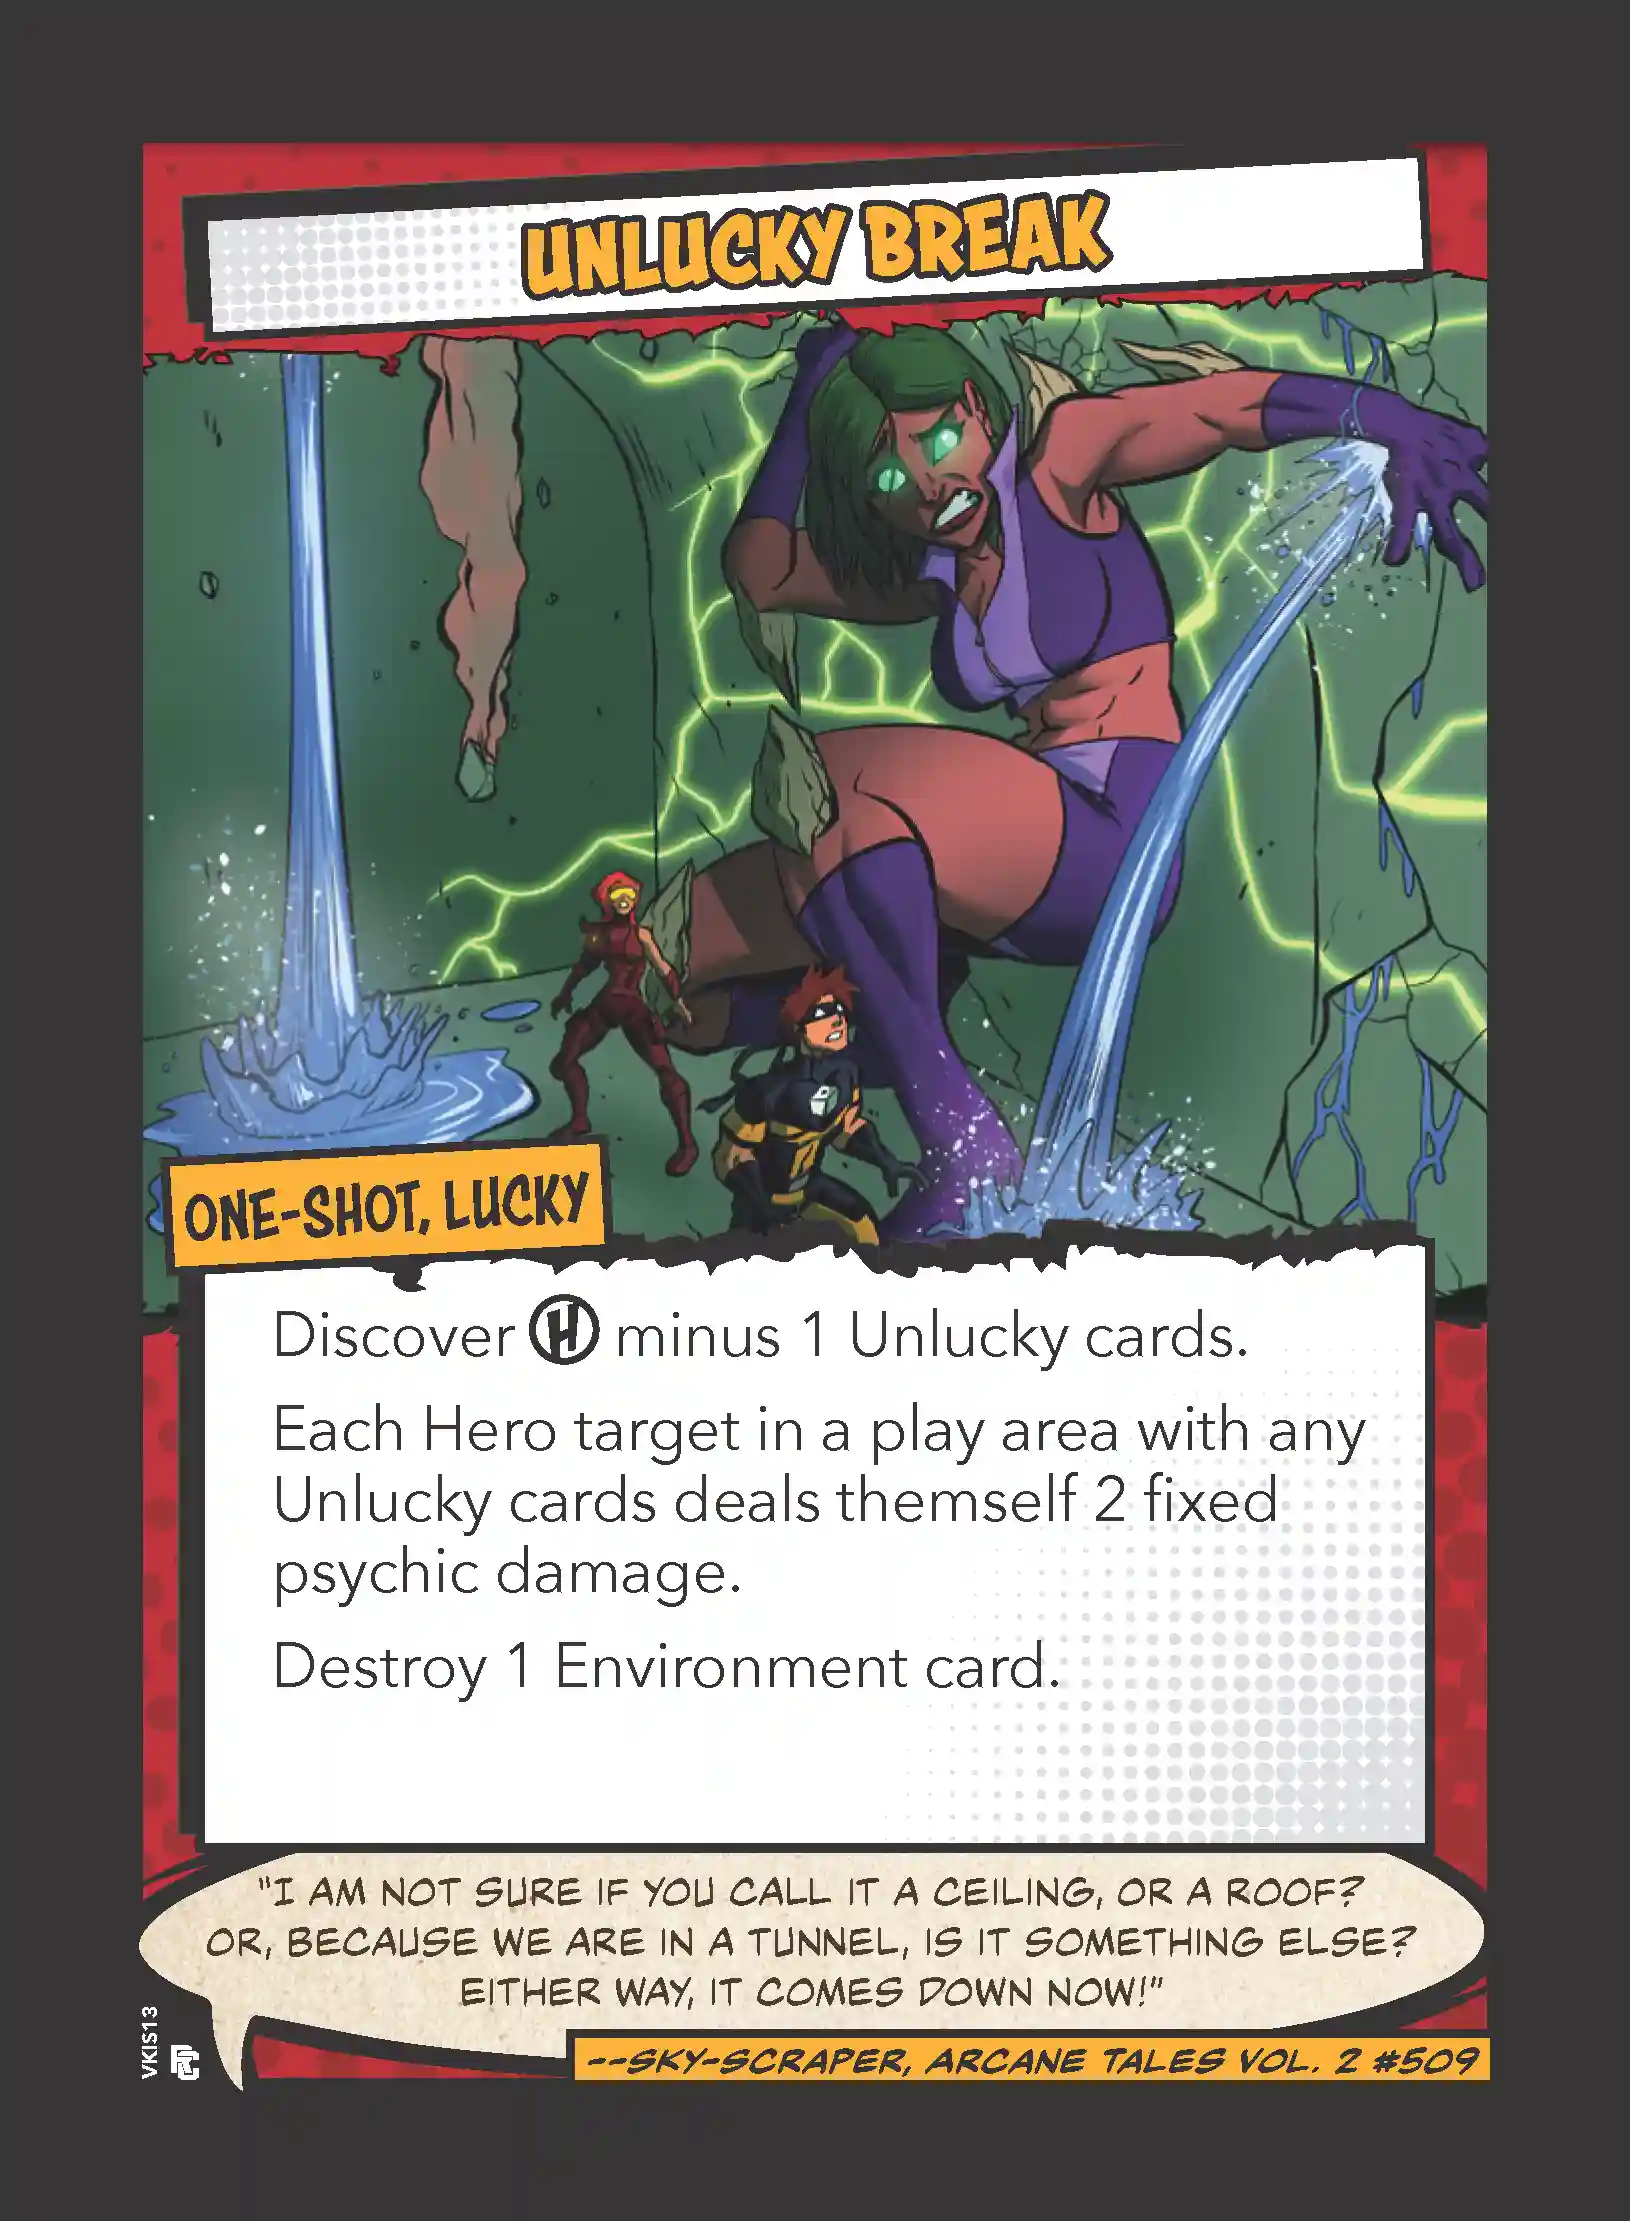 UNLUCKY BREAK
ONE-SHOT, LUCKY
Discover H minus 1 Unlucky cards.
Each Hero target in a play area with any
Unlucky cards deals themself 2 fixed
psychic damage.
Destroy 1 Environment card.
"I AM NOT SURE IF YOU CALL IT A CEILING, OR A ROOF?
OR, BECAUSE WE ARE IN A TUNNEL, IS IT SOMETHING ELSE?
EITHER WAY, IT COMES DOWN NOW!"
--SKY-SCRAPER, ARCANE TALES VOL. 2 #509
VKIS13